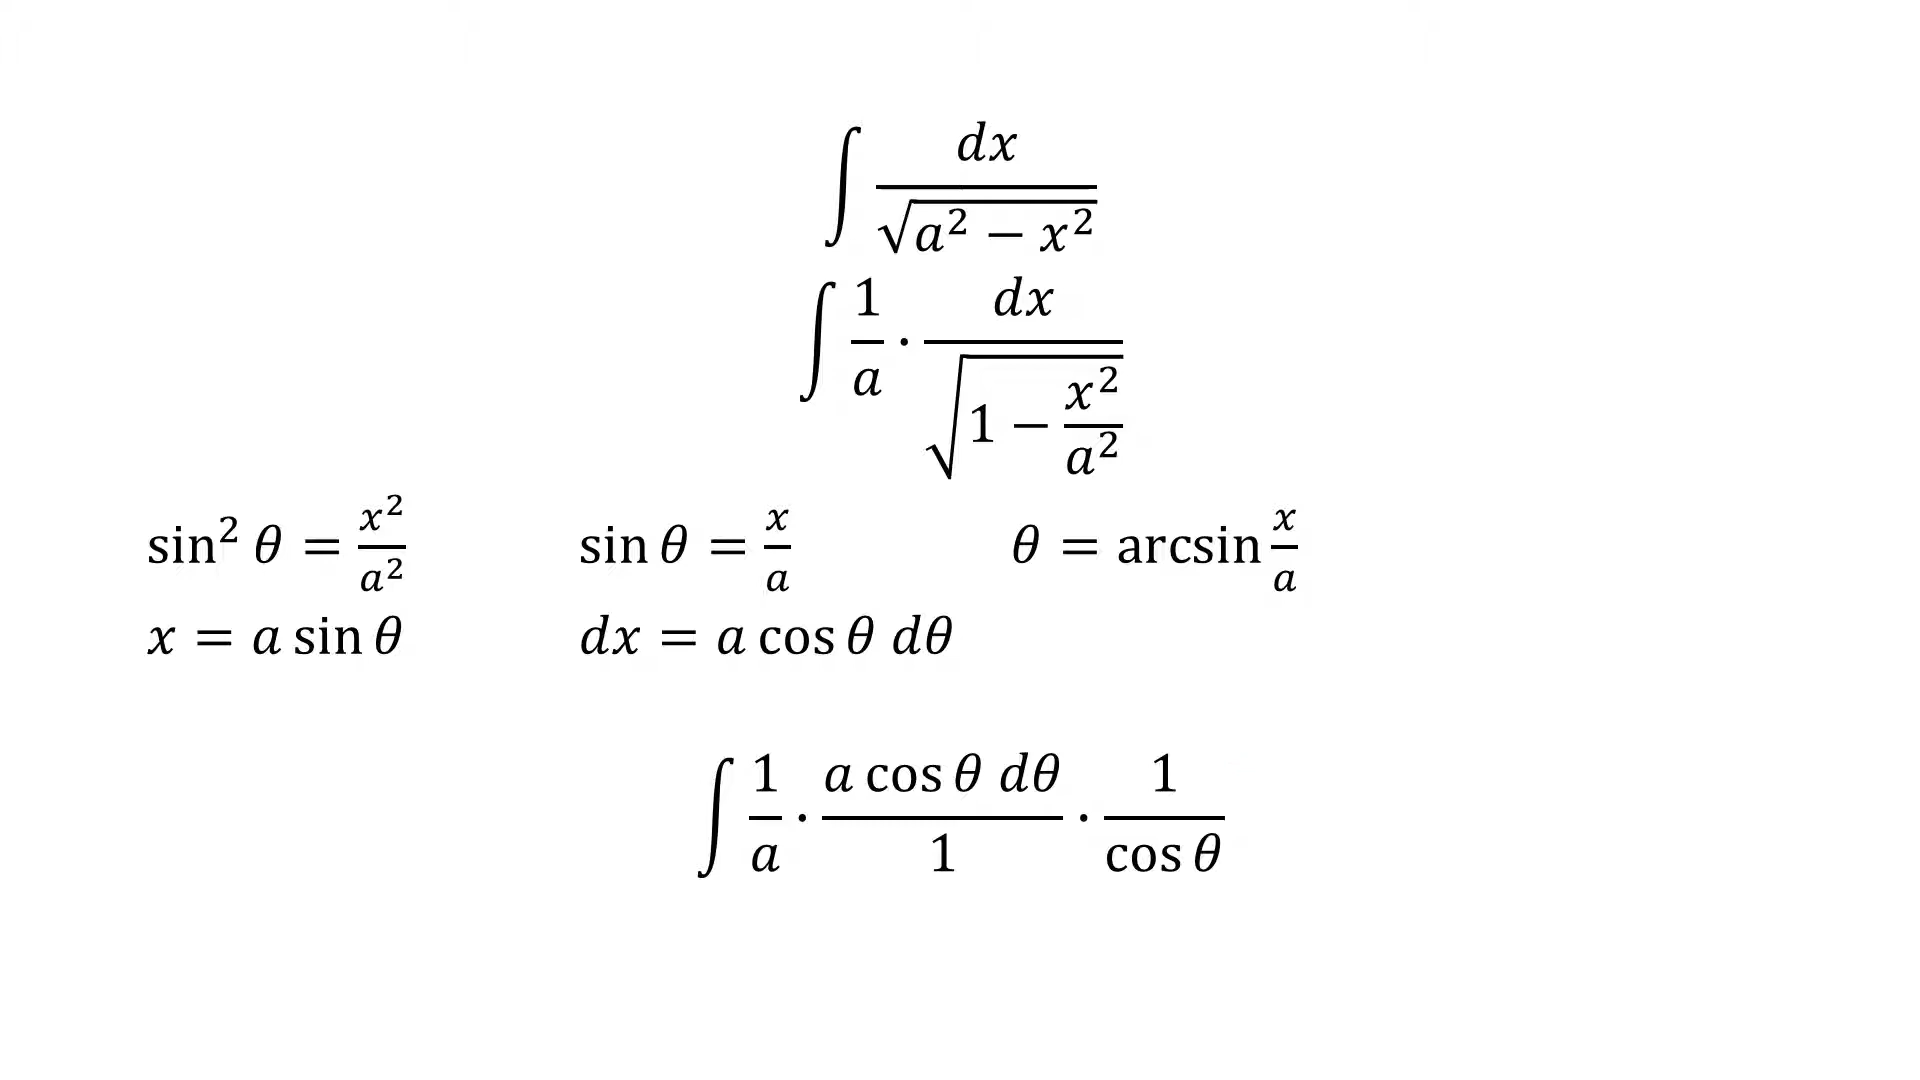 ∫ dx / √(a² − x²)
∫ 1/a · dx / √(1 − x²/a²)
sin² θ = x²/a² sin θ = x/a θ = arcsin x/a
x = a sin θ dx = a cos θ dθ
∫ 1/a · a cos θ dθ / 1 · 1 / cos θ